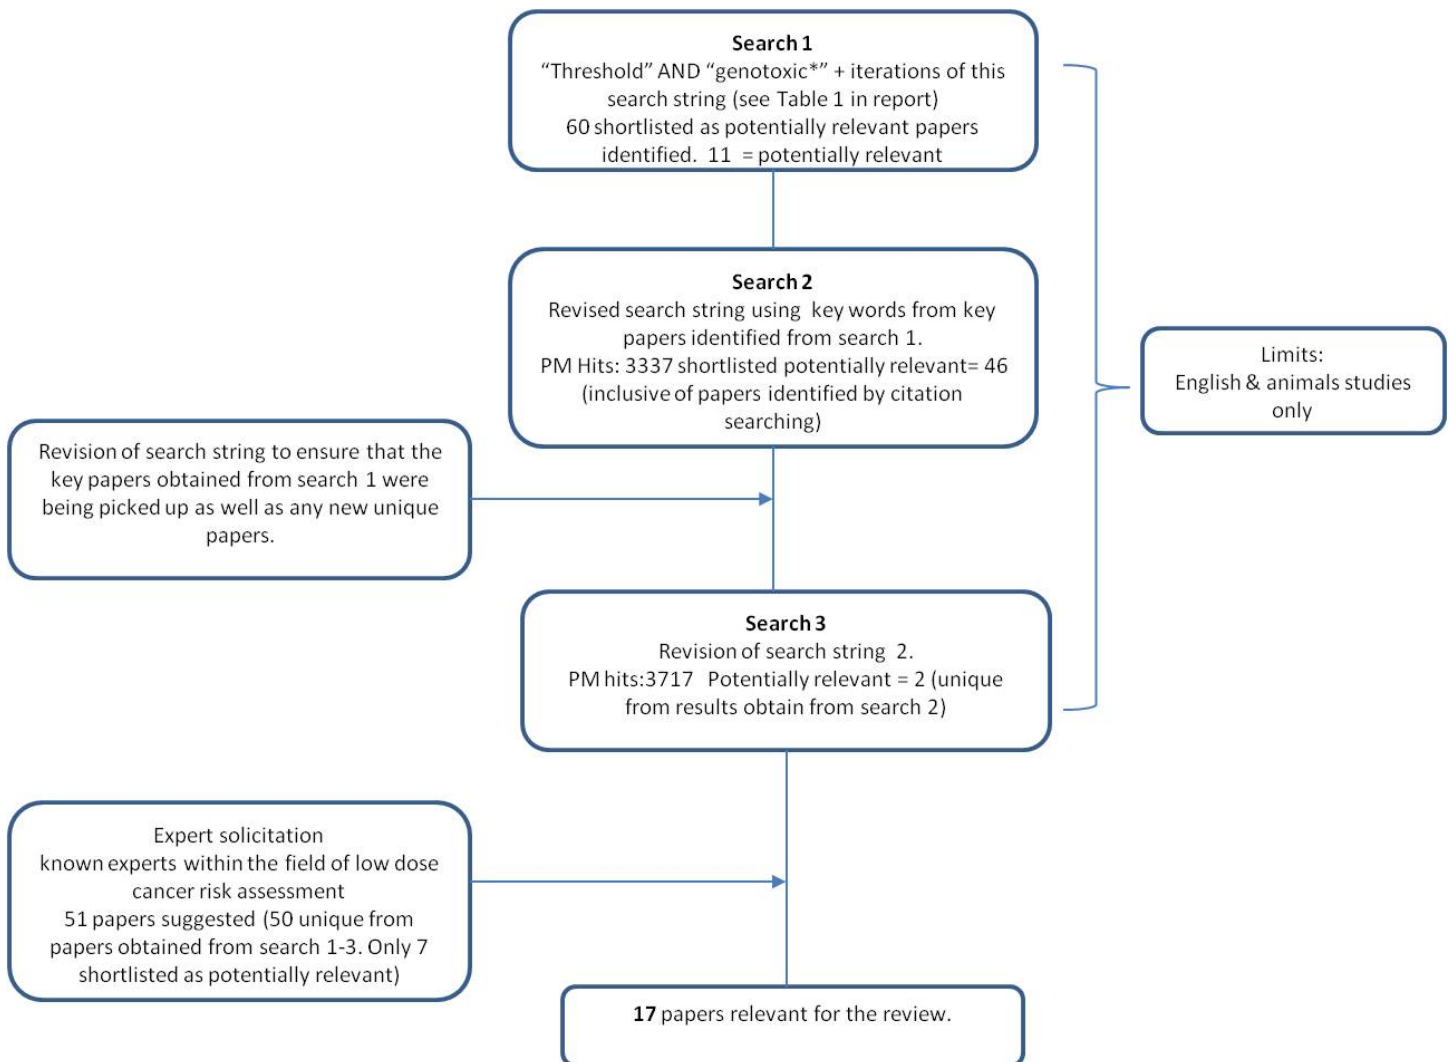 Search 1
“Threshold” AND “genotoxic*” + iterations of this
search string (see Table 1 in report)
60 shortlisted as potentially relevant papers
identified. 11 = potentially relevant
Search 2
Revised search string using key words from key
papers identified from search 1.
PM Hits: 3337 shortlisted potentially relevant= 46
(inclusive of papers identified by citation
searching)
Limits:
English & animals studies
only
Revision of search string to ensure that the
key papers obtained from search 1 were
being picked up as well as any new unique
papers.
Search 3
Revision of search string 2.
PM hits:3717 Potentially relevant = 2 (unique
from results obtain from search 2)
Expert solicitation
known experts within the field of low dose
cancer risk assessment
51 papers suggested (50 unique from
papers obtained from search 1-3. Only 7
shortlisted as potentially relevant)
17 papers relevant for the review.